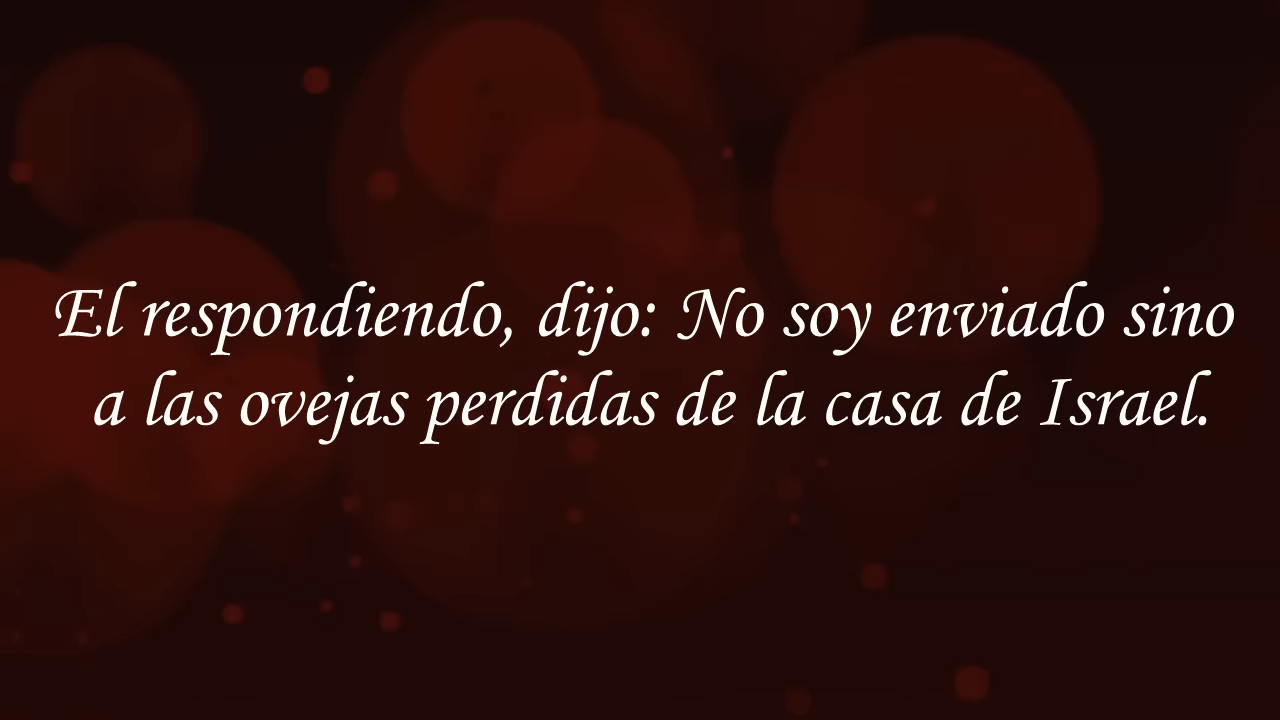 El respondiendo, dijo: No soy enviado sino
a las ovejas perdidas de la casa de Israel.